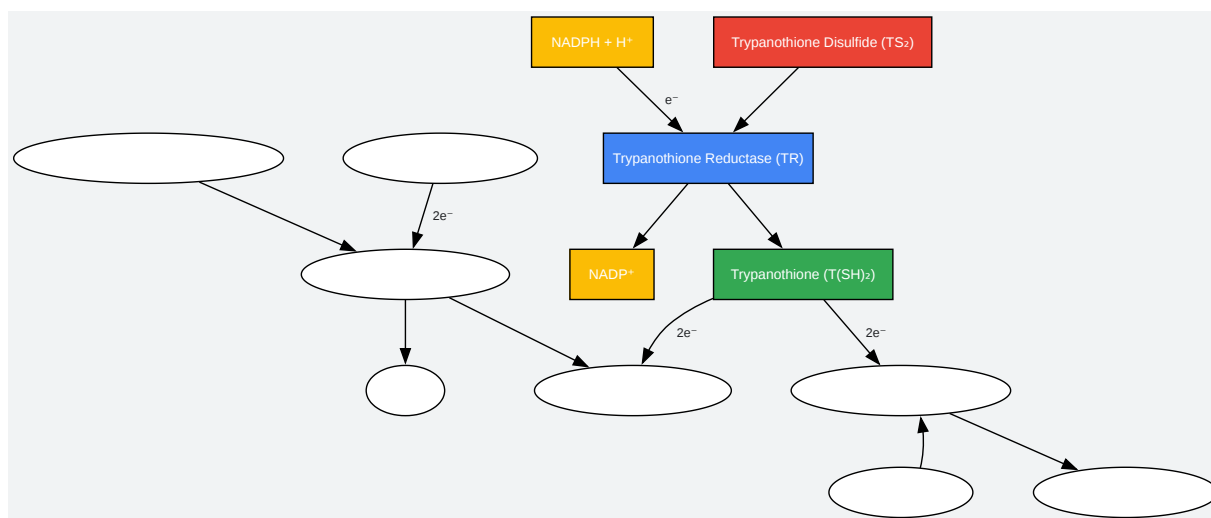 NADPH + H⁺
Trypanothione Disulfide (TS₂)
e⁻
Trypanothione Reductase (TR)
2e⁻
NADP⁺
Trypanothione (T(SH)₂)
2e⁻
2e⁻